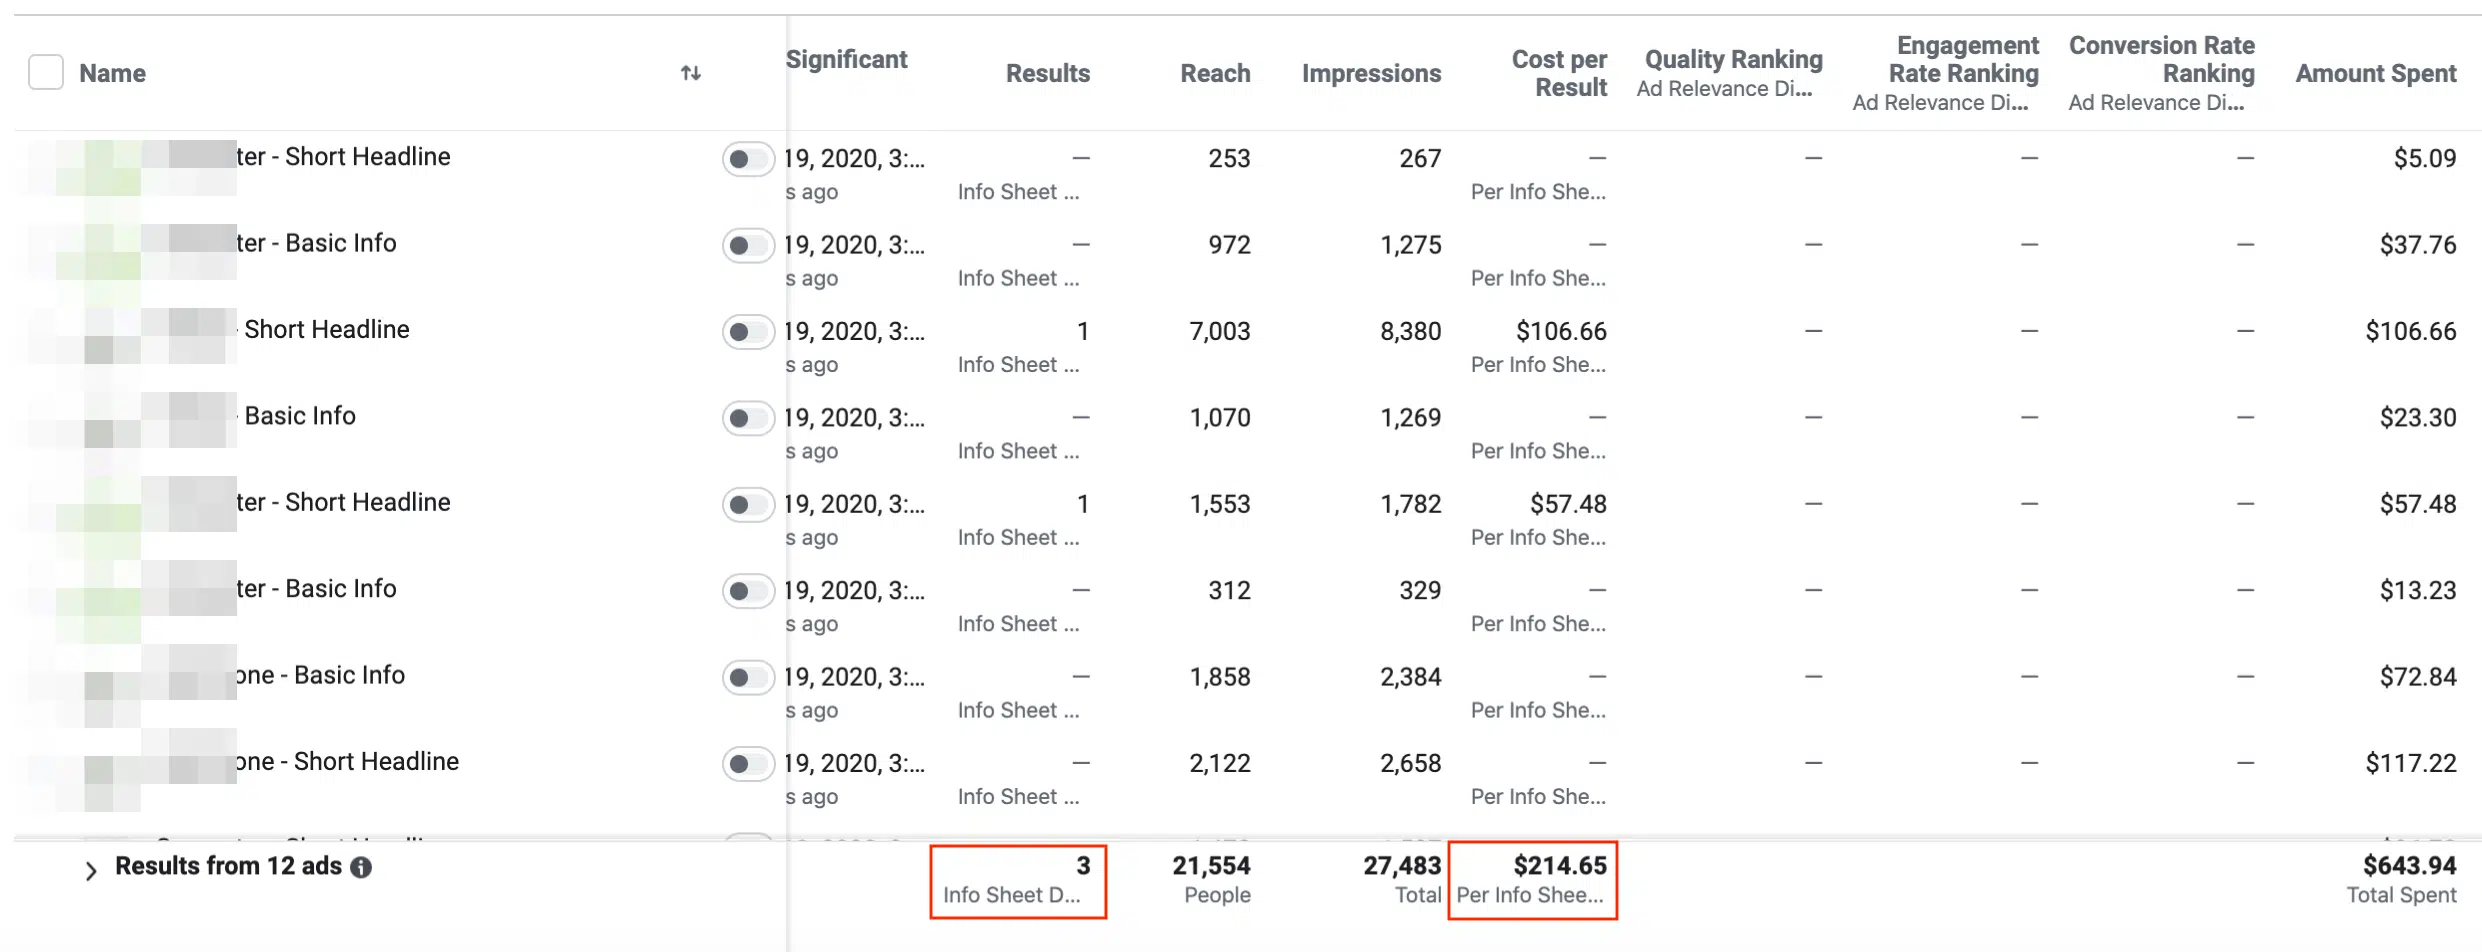 Name Significant Results Reach Impressions Cost per Result Quality Ranking Engagement Rate Ranking Conversion Rate Ranking Amount Spent
Ad Relevance Di... Ad Relevance Di... Ad Relevance Di...
ter - Short Headline 19, 2020, 3:... — 253 267 — — — — $5.09
s ago Info Sheet ... Per Info She...
ter - Basic Info 19, 2020, 3:... — 972 1,275 — — — — $37.76
s ago Info Sheet ... Per Info She...
- Short Headline 19, 2020, 3:... 1 7,003 8,380 $106.66 — — — $106.66
s ago Info Sheet ... Per Info She...
- Basic Info 19, 2020, 3:... — 1,070 1,269 — — — — $23.30
s ago Info Sheet ... Per Info She...
ter - Short Headline 19, 2020, 3:... 1 1,553 1,782 $57.48 — — — $57.48
s ago Info Sheet ... Per Info She...
ter - Basic Info 19, 2020, 3:... — 312 329 — — — — $13.23
s ago Info Sheet ... Per Info She...
one - Basic Info 19, 2020, 3:... — 1,858 2,384 — — — — $72.84
s ago Info Sheet ... Per Info She...
one - Short Headline 19, 2020, 3:... — 2,122 2,658 — — — — $117.22
s ago Info Sheet ... Per Info She...
Results from 12 ads 3 21,554 27,483 $214.65 $643.94
Info Sheet D... People Total Per Info Shee... Total Spent